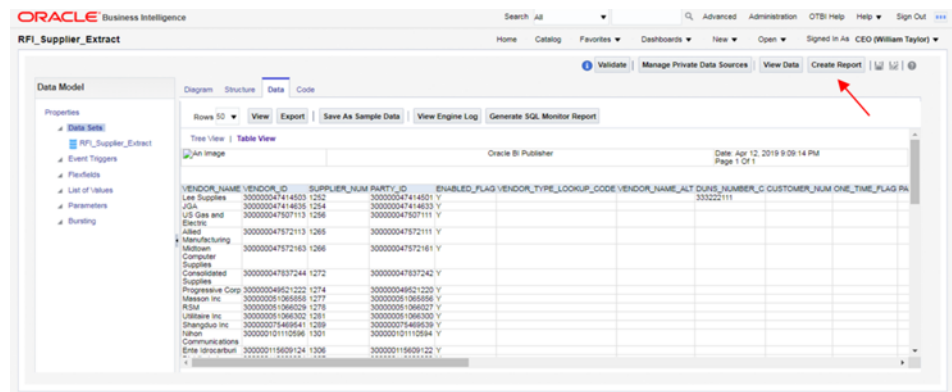 ORACLE Business Intelligence Search All Advanced Administration OTBI Help Help Sign Out
RFI_Supplier_Extract Home Catalog Favorites Dashboards New Open Signed In As CEO (William Taylor)
Validate Manage Private Data Sources View Data Create Report
Data Model Diagram Structure Data Code
Properties
Data Sets
RFI_Supplier_Extract
Event Triggers
Flexfields
List of Values
Parameters
Bursting
Rows 50 View Export Save As Sample Data View Engine Log Generate SQL Monitor Report
Tree View | Table View
An Image Oracle BI Publisher Date: Apr 12, 2019 9:09:14 PM
Page 1 Of 1
VENDOR_NAME VENDOR_ID SUPPLIER_NUM PARTY_ID ENABLED_FLAG VENDOR_TYPE_LOOKUP_CODE VENDOR_NAME_ALT DUNS_NUMBER_C CUSTOMER_NUM ONE_TIME_FLAG PA
Lee Supplies 300000047414503 1252 300000047414501 Y 333222111
JGA 300000047414635 1254 300000047414633 Y
US Gas and Electric 300000047507113 1256 300000047507111 Y
Allied Manufacturing 300000047572113 1265 300000047572111 Y
Midtown Computer Supplies 300000047572163 1266 300000047572161 Y
Consolidated Supplies 300000047837244 1272 300000047837242 Y
Progressive Corp 300000049521222 1274 300000049521220 Y
Masson Inc 300000051065858 1277 300000051065856 Y
RSM 300000051066029 1278 300000051066027 Y
Utilitaire Inc 300000051066302 1281 300000051066300 Y
Shangduo Inc 300000075469541 1289 300000075469539 Y
Nihon Communications 300000101110596 1301 300000101110594 Y
Ente Idrocarburi 300000115609124 1306 300000115609122 Y